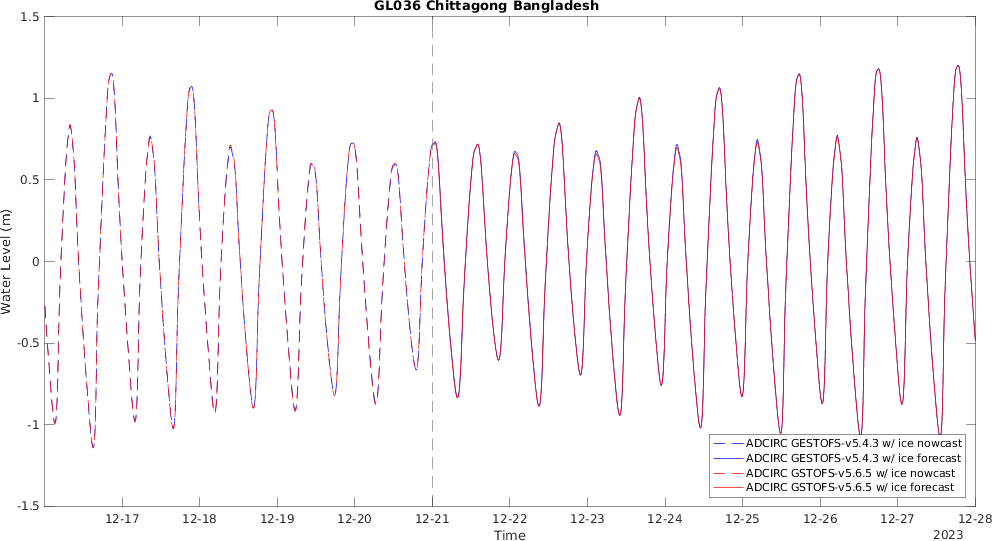 GL036 Chittagong Bangladesh
1.5
1
0.5
0
-0.5
-1
-1.5
Water Level (m)
12-17 12-18 12-19 12-20 12-21 12-22 12-23 12-24 12-25 12-26 12-27 12-28
Time
2023
ADCIRC GESTOFS-v5.4.3 w/ ice nowcast
ADCIRC GESTOFS-v5.4.3 w/ ice forecast
ADCIRC GSTOFS-v5.6.5 w/ ice nowcast
ADCIRC GSTOFS-v5.6.5 w/ ice forecast